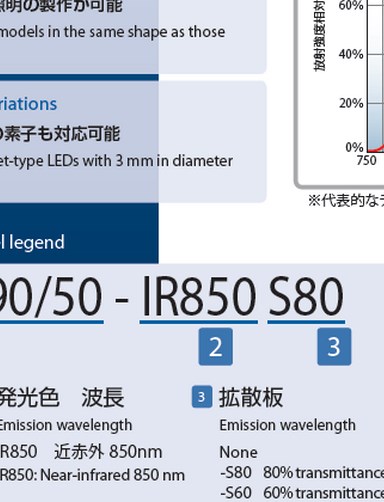 照明の製作が可能
models in the same shape as those
riations
の素子も対応可能
et-type LEDs with 3 mm in diameter
放射強度相対
60%
40%
20%
0%
750
※代表的な
el legend
90/50 - IR850 S80
2 3
発光色 波長
Emission wavelength
IR850 近赤外 850nm
IR850: Near-infrared 850 nm
3 拡散板
Emission wavelength
None
-S80 80% transmittance
-S60 60% transmittance